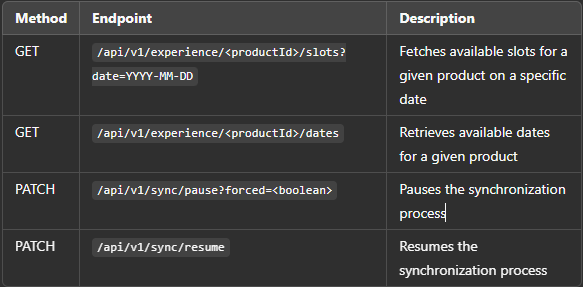 Method Endpoint Description
GET /api/v1/experience/<productId>/slots? Fetches available slots for a
date=YYYY-MM-DD given product on a specific
date
GET /api/v1/experience/<productId>/dates Retrieves available dates
for a given product
PATCH /api/v1/sync/pause?forced=<boolean> Pauses the synchronization
process
PATCH /api/v1/sync/resume Resumes the
synchronization process